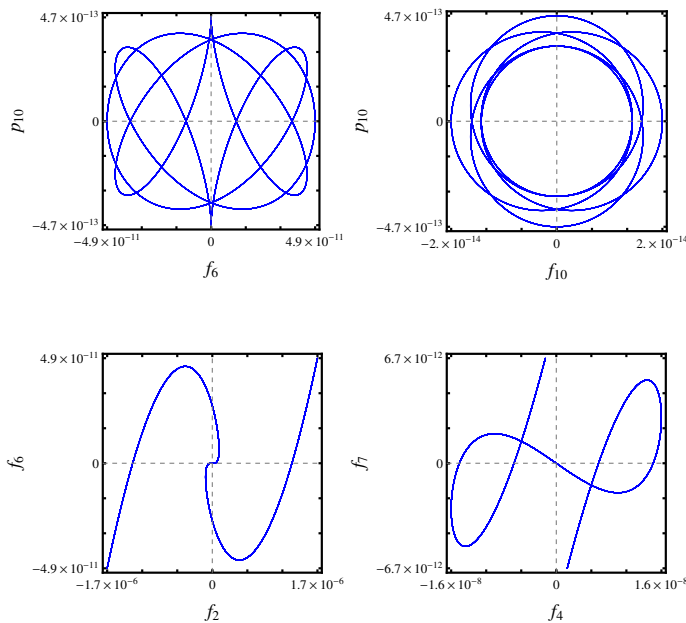 4.7×10⁻¹³
p₁₀
0
−4.7×10⁻¹³
−4.9×10⁻¹¹ 0 4.9×10⁻¹¹
f₆
4.7×10⁻¹³
p₁₀
0
−4.7×10⁻¹³
−2.×10⁻¹⁴ 0 2.×10⁻¹⁴
f₁₀
4.9×10⁻¹¹
f₆
0
−4.9×10⁻¹¹
−1.7×10⁻⁶ 0 1.7×10⁻⁶
f₂
6.7×10⁻¹²
f₇
0
−6.7×10⁻¹²
−1.6×10⁻⁸ 0 1.6×10⁻⁸
f₄